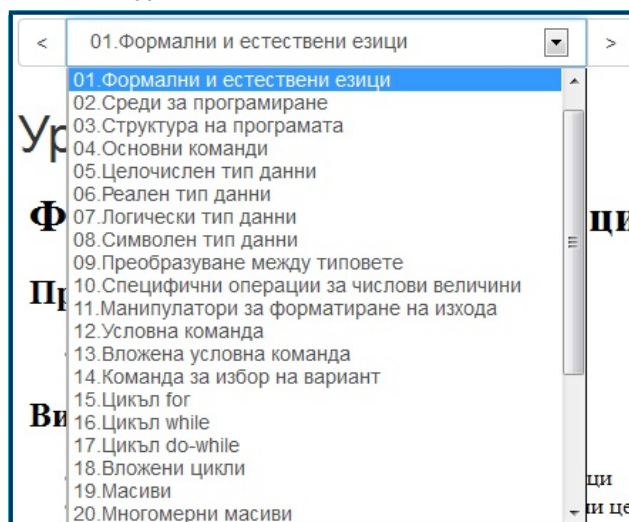 < 01.Формални и естествени езици >
01.Формални и естествени езици
02.Среди за програмиране
03.Структура на програмата
04.Основни команди
05.Целочислен тип данни
06.Реален тип данни
07.Логически тип данни
08.Символен тип данни
09.Преобразуване между типовете
10.Специфични операции за числови величини
11.Манипулатори за форматиране на изхода
12.Условна команда
13.Вложена условна команда
14.Команда за избор на вариант
15.Цикъл for
16.Цикъл while
17.Цикъл do-while
18.Вложени цикли
19.Масиви
20.Многомерни масиви